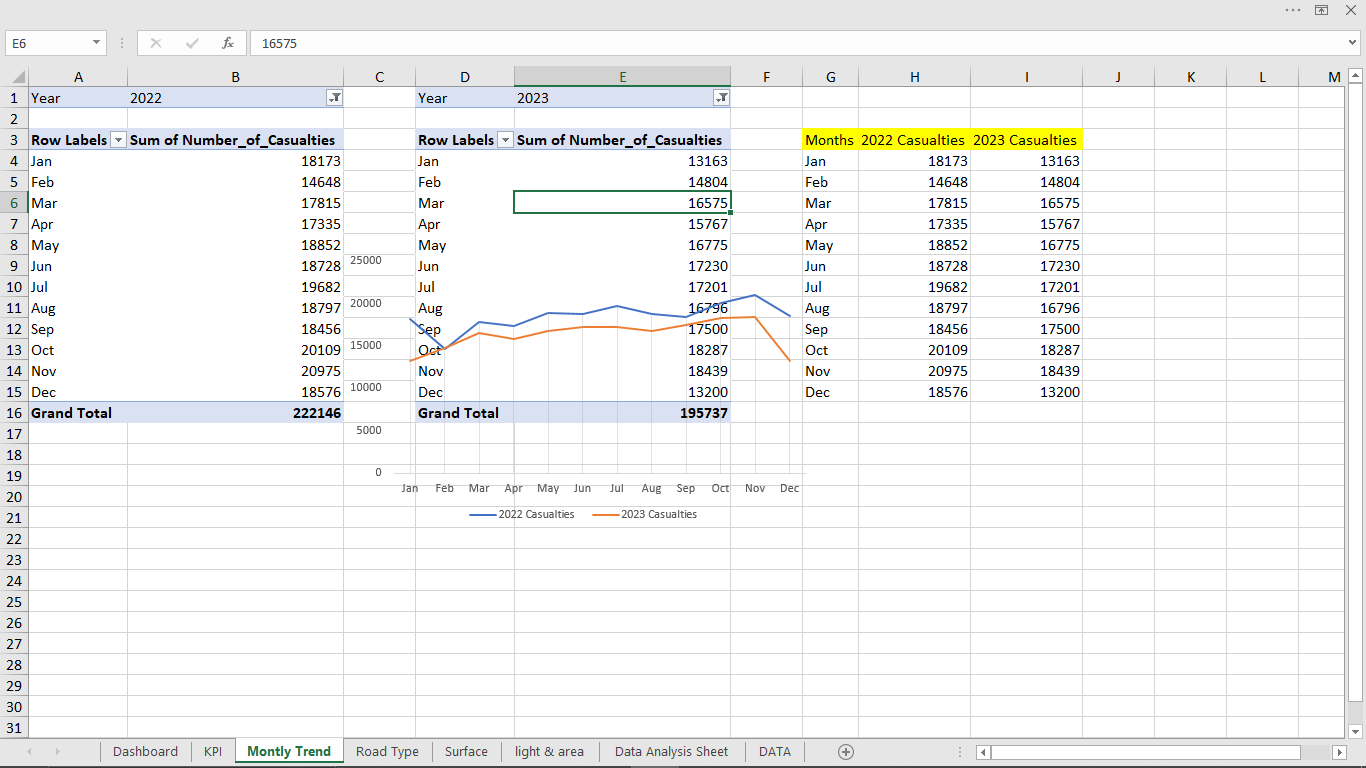 E6 fx 16575
A B C D E F G H I J K L M
1 Year 2022 Year 2023
2
3 Row Labels Sum of Number_of_Casualties Row Labels Sum of Number_of_Casualties Months 2022 Casualties 2023 Casualties
4 Jan 18173 Jan 13163 Jan 18173 13163
5 Feb 14648 Feb 14804 Feb 14648 14804
6 Mar 17815 Mar 16575 Mar 17815 16575
7 Apr 17335 Apr 15767 Apr 17335 15767
8 May 18852 May 16775 May 18852 16775
25000
9 Jun 18728 Jun 17230 Jun 18728 17230
10 Jul 19682 Jul 17201 Jul 19682 17201
20000
11 Aug 18797 Aug 16796 Aug 18797 16796
12 Sep 18456 Sep 17500 Sep 18456 17500
15000
13 Oct 20109 Oct 18287 Oct 20109 18287
14 Nov 20975 Nov 18439 Nov 20975 18439
10000
15 Dec 18576 Dec 13200 Dec 18576 13200
16 Grand Total 222146 Grand Total 195737
17 5000
18
19 0
20 Jan Feb Mar Apr May Jun Jul Aug Sep Oct Nov Dec
21 2022 Casualties 2023 Casualties
22
23
24
25
26
27
28
29
30
31
Dashboard KPI Montly Trend Road Type Surface light & area Data Analysis Sheet DATA